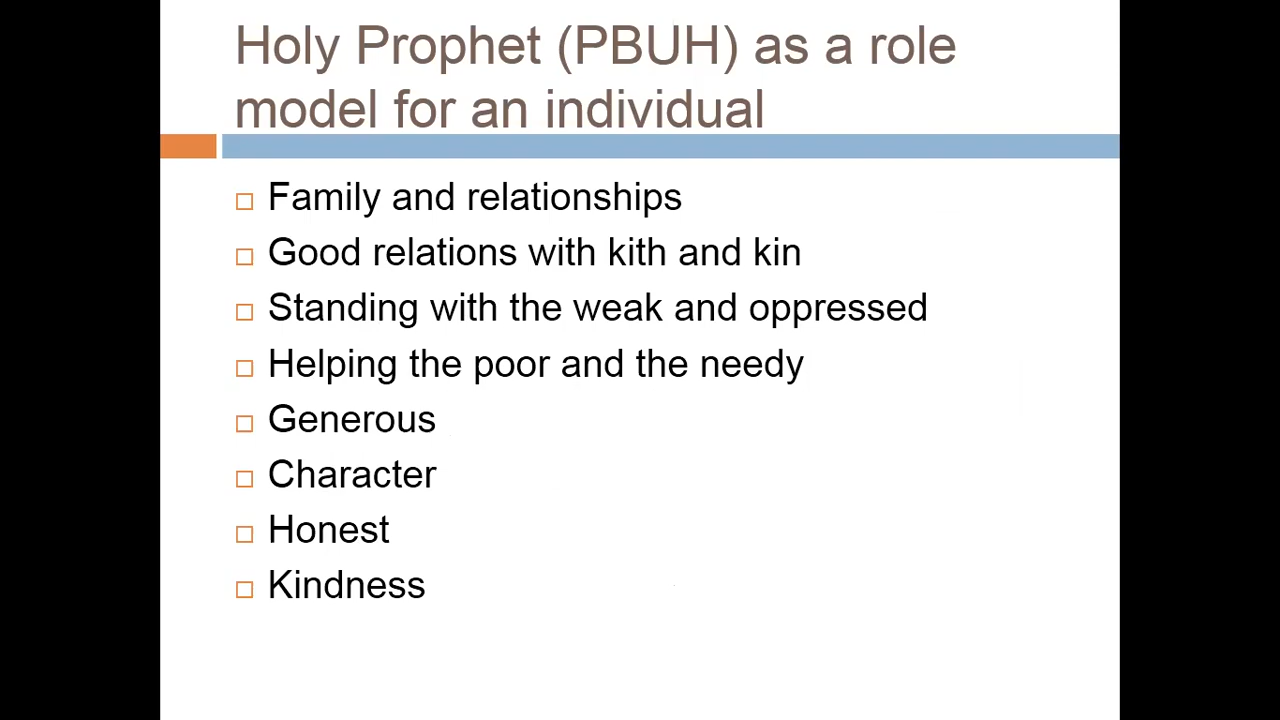 Holy Prophet (PBUH) as a role
model for an individual
Family and relationships
Good relations with kith and kin
Standing with the weak and oppressed
Helping the poor and the needy
Generous
Character
Honest
Kindness